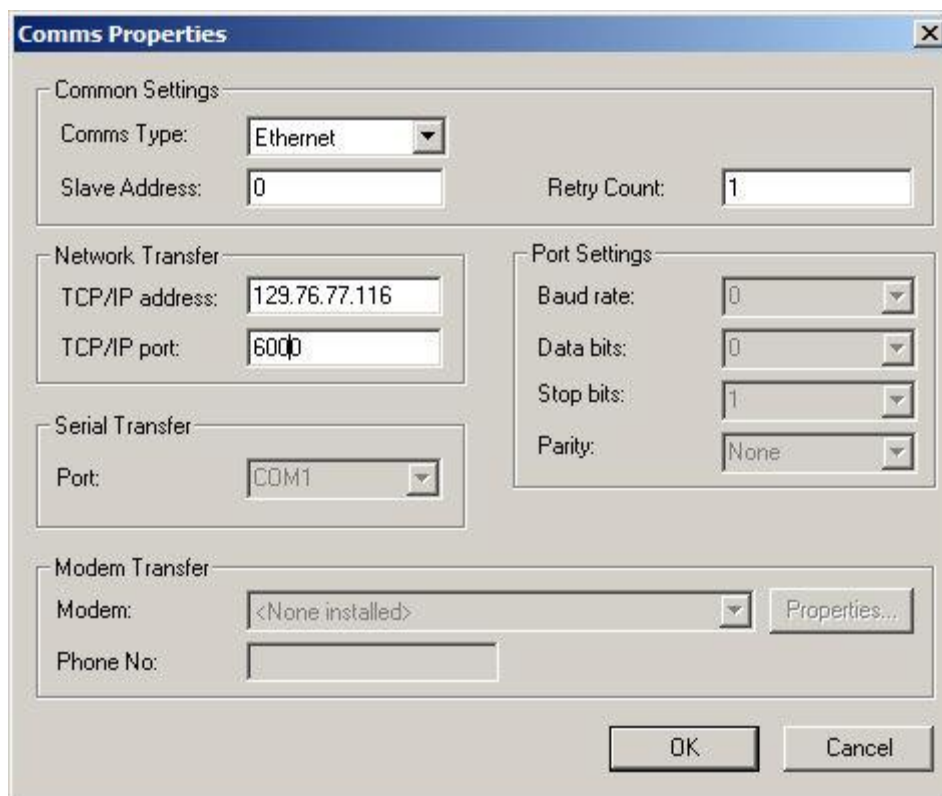 Comms Properties
Common Settings
Comms Type: Ethernet
Slave Address: 0 Retry Count: 1
Network Transfer
TCP/IP address: 129.76.77.116
TCP/IP port: 6000
Port Settings
Baud rate: 0
Data bits: 0
Stop bits: 1
Parity: None
Serial Transfer
Port: COM1
Modem Transfer
Modem: <None installed> Properties...
Phone No:
OK Cancel